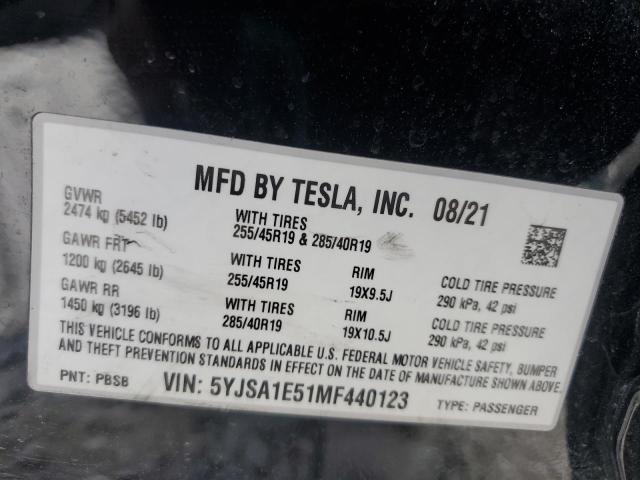 MFD BY TESLA, INC. 08/21
GVWR
2474 kg (5452 lb)
WITH TIRES
255/45R19 & 285/40R19
GAWR FRT
1200 kg (2645 lb)
WITH TIRES
255/45R19
RIM
19X9.5J
COLD TIRE PRESSURE
290 kPa, 42 psi
GAWR RR
1450 kg (3196 lb)
WITH TIRES
285/40R19
RIM
19X10.5J
COLD TIRE PRESSURE
290 kPa, 42 psi
THIS VEHICLE CONFORMS TO ALL APPLICABLE U.S. FEDERAL MOTOR VEHICLE SAFETY, BUMPER
AND THEFT PREVENTION STANDARDS IN EFFECT ON THE DATE OF MANUFACTURE SHOWN ABOVE.
PNT: PBSB VIN: 5YJSA1E51MF440123 TYPE: PASSENGER